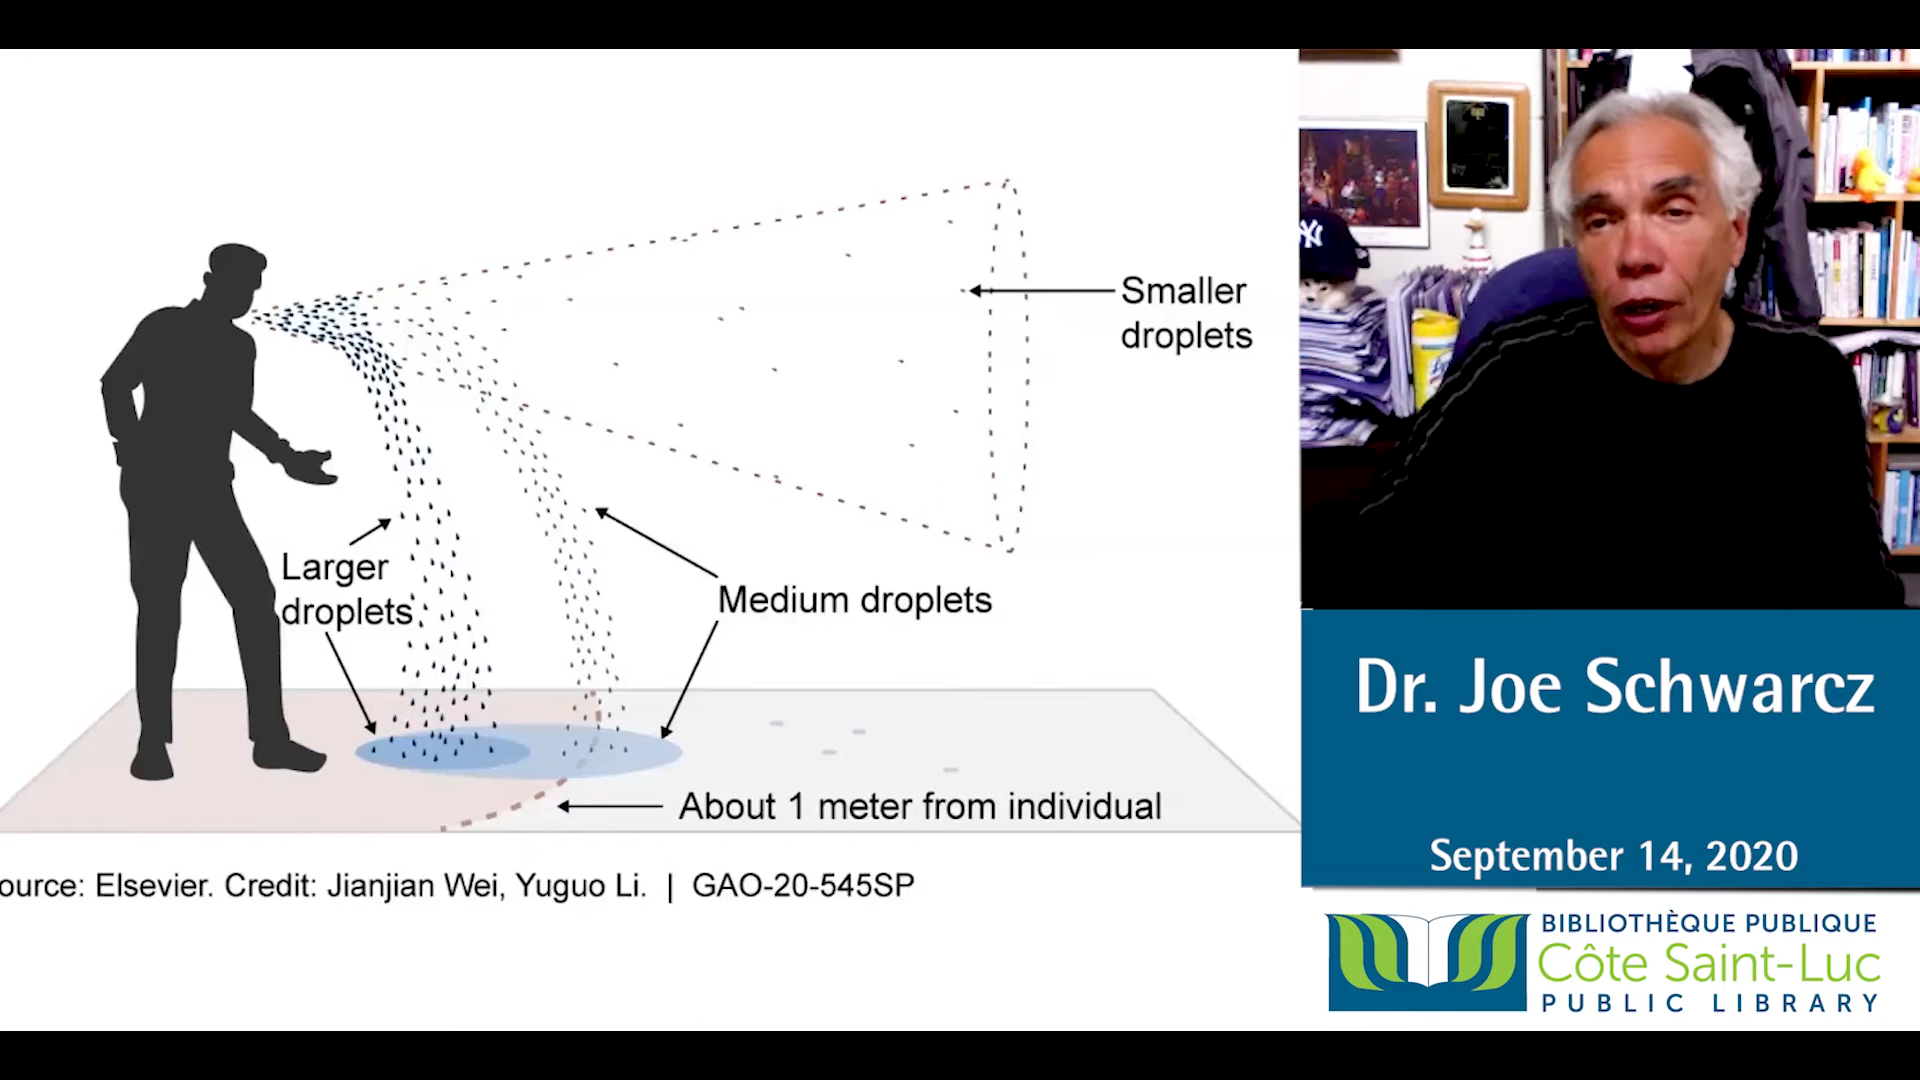 Smaller
droplets
Larger
droplets
Medium droplets
About 1 meter from individual
ource: Elsevier. Credit: Jianjian Wei, Yuguo Li. | GAO-20-545SP
NY
Dr. Joe Schwarcz
September 14, 2020
BIBLIOTHÈQUE PUBLIQUE
Côte Saint-Luc
PUBLIC LIBRARY